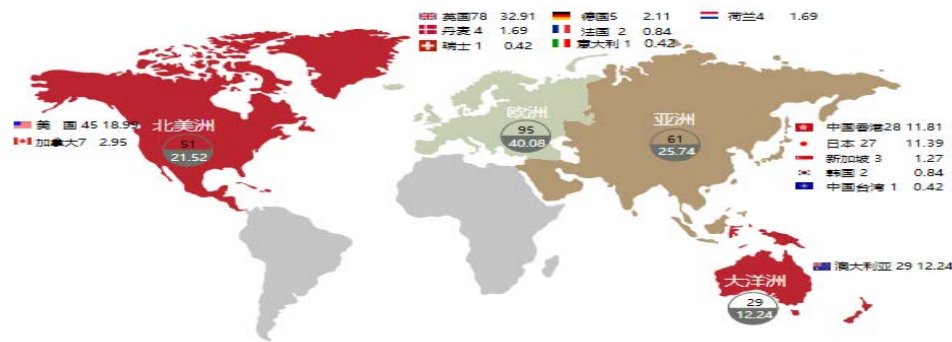 英国78 32.91
德国5 2.11
荷兰4 1.69
丹麦4 1.69
法国 2 0.84
瑞士1 0.42
意大利1 0.42
美 国 45 18.99
加拿大7 2.95
北美洲
51
21.52
欧洲
95
40.08
亚洲
61
25.74
中国香港28 11.81
日本 27 11.39
新加坡 3 1.27
韩国 2 0.84
中国台湾 1 0.42
澳大利亚 29 12.24
大洋洲
29
12.24